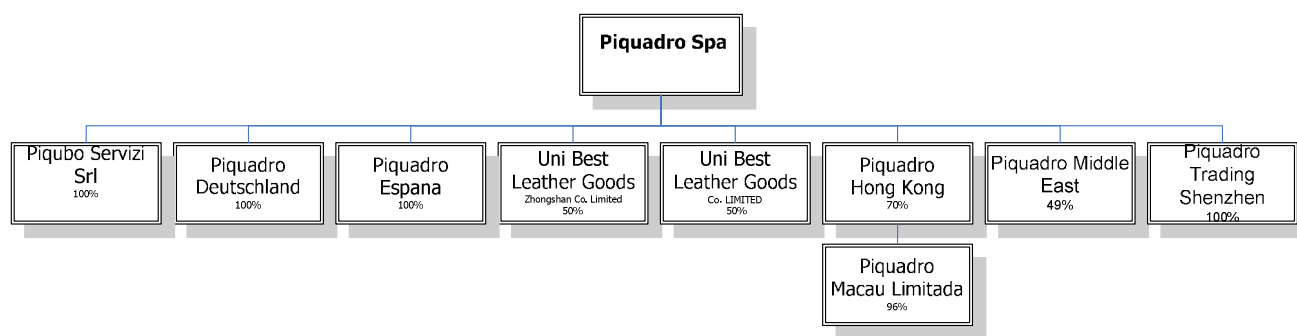 Piquadro Spa
Piqubo Servizi
Srl
100%
Piquadro
Deutschland
100%
Piquadro
Espana
100%
Uni Best
Leather Goods
Zhongshan Co. Limited
50%
Uni Best
Leather Goods
Co. LIMITED
50%
Piquadro
Hong Kong
70%
Piquadro Middle
East
49%
Piquadro
Trading
Shenzhen
100%
Piquadro
Macau Limitada
96%